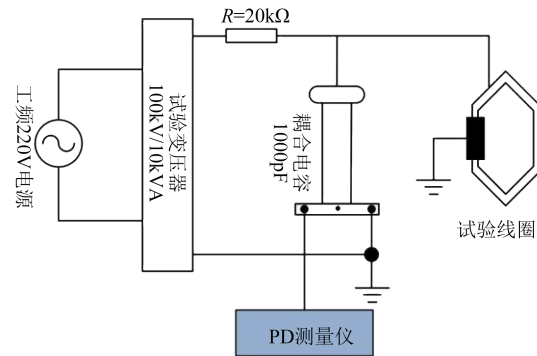 R=20kΩ
工频220V电源
试验变压器
100kV/10kVA
耦合电容
1000pF
试验线圈
PD测量仪